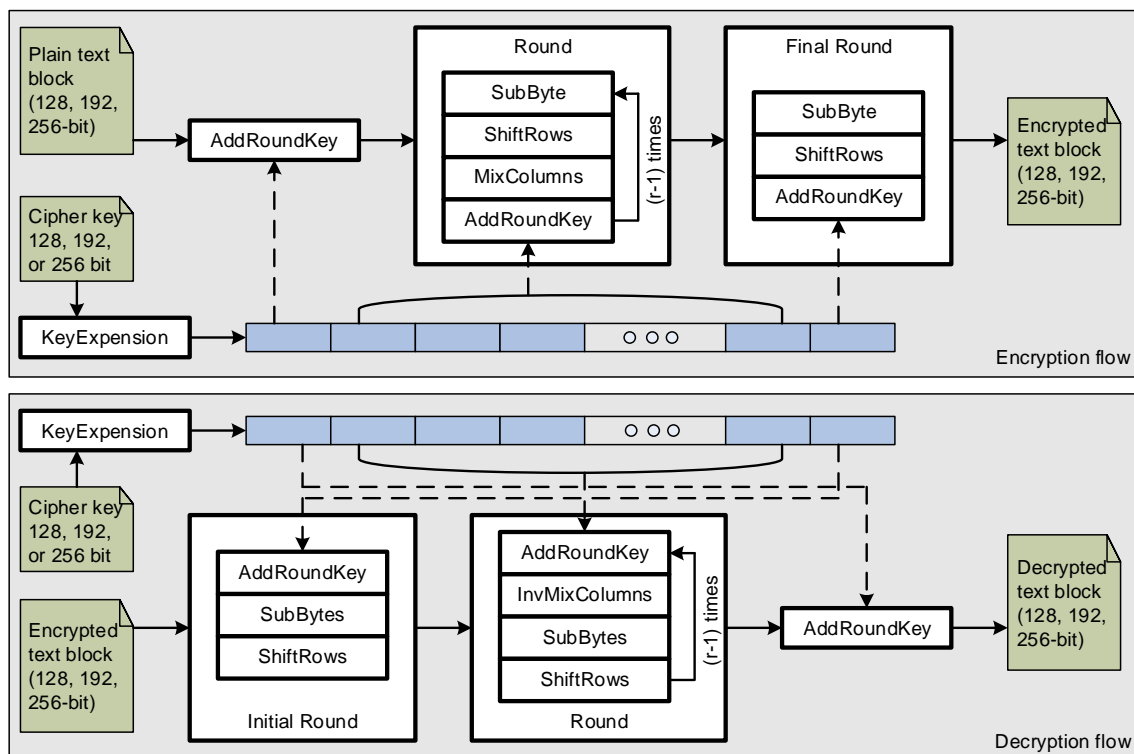 Plain text
block
(128, 192,
256-bit)
AddRoundKey
Round
SubByte
ShiftRows
MixColumns
AddRoundKey
(r-1) times
Final Round
SubByte
ShiftRows
AddRoundKey
Encrypted
text block
(128, 192,
256-bit)
Cipher key
128, 192,
or 256 bit
KeyExpension
Encryption flow
KeyExpension
Cipher key
128, 192,
or 256 bit
Encrypted
text block
(128, 192,
256-bit)
AddRoundKey
SubBytes
ShiftRows
Initial Round
AddRoundKey
InvMixColumns
SubBytes
ShiftRows
(r-1) times
Round
AddRoundKey
Decrypted
text block
(128, 192,
256-bit)
Decryption flow